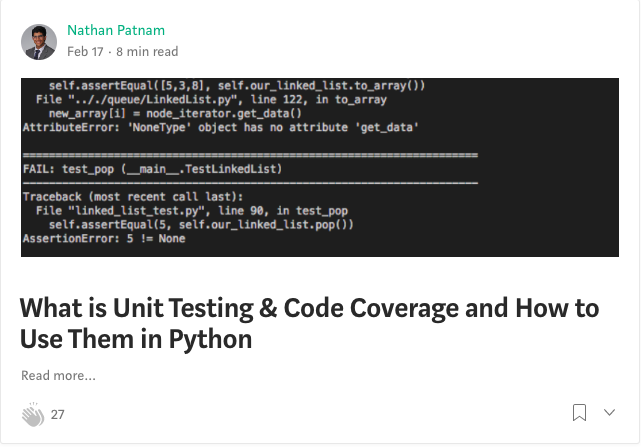 Nathan Patnam
Feb 17 · 8 min read
self.assertEqual([5,3,8], self.our_linked_list.to_array())
File "../queue/LinkedList.py", line 122, in to_array
new_array[i] = node_iterator.get_data()
AttributeError: 'NoneType' object has no attribute 'get_data'
FAIL: test_pop (__main__.TestLinkedList)
Traceback (most recent call last):
File "linked_list_test.py", line 90, in test_pop
self.assertEqual(5, self.our_linked_list.pop())
AssertionError: 5 != None
What is Unit Testing & Code Coverage and How to
Use Them in Python
Read more...
27